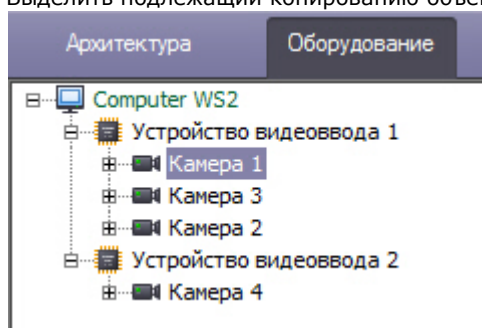 Выделить подлежащий копированию
Архитектура Оборудование
Computer WS2
Устройство видеоввода 1
Камера 1
Камера 3
Камера 2
Устройство видеоввода 2
Камера 4